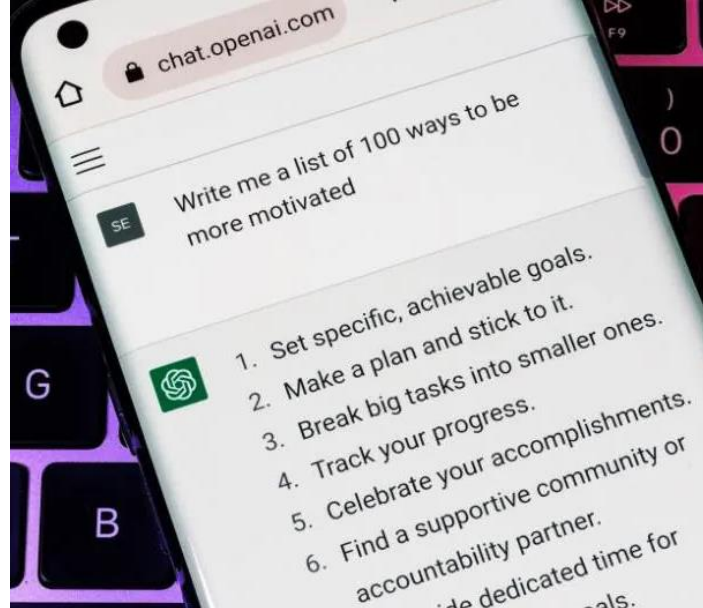 chat.openai.com
F9
)
0
Write me a list of 100 ways to be
more motivated
SE
1. Set specific, achievable goals.
2. Make a plan and stick to it.
3. Break big tasks into smaller ones.
4. Track your progress.
5. Celebrate your accomplishments.
6. Find a supportive community or
accountability partner.
dedicated time for
G
B